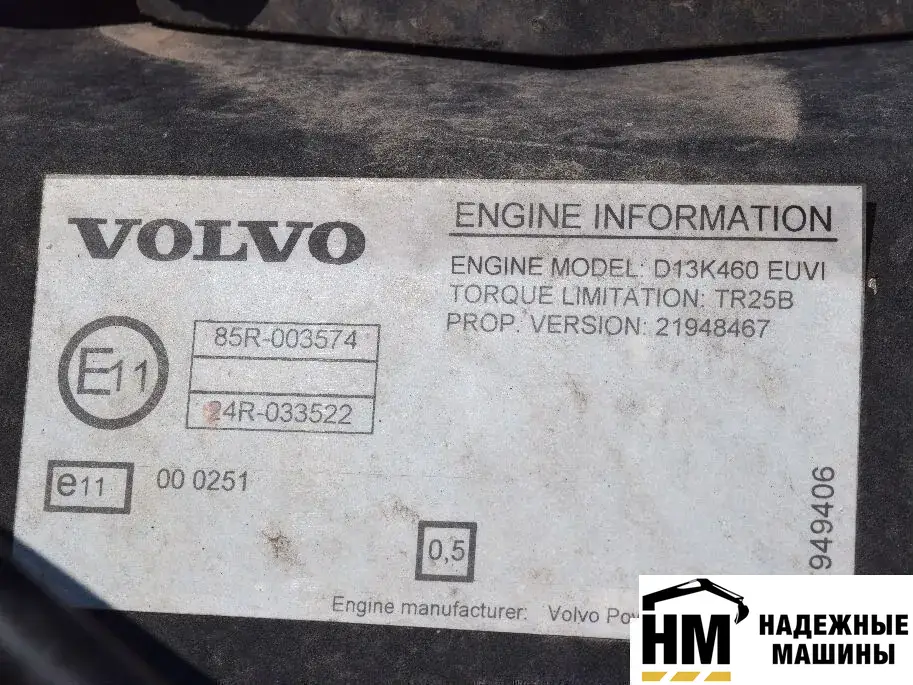 VOLVO
ENGINE INFORMATION
ENGINE MODEL: D13K460 EUVI
TORQUE LIMITATION: TR25B
PROP. VERSION: 21948467
E11
85R-003574
24R-033522
e11 00 0251
0,5
949406
Engine manufacturer: Volvo
НМ НАДЕЖНЫЕ
МАШИНЫ